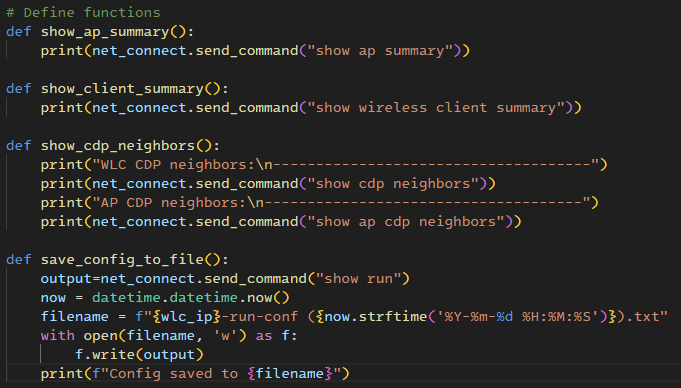 # Define functions
def show_ap_summary():
    print(net_connect.send_command("show ap summary"))
def show_client_summary():
    print(net_connect.send_command("show wireless client summary"))
def show_cdp_neighbors():
    print("WLC CDP neighbors:\n-------------------------------------")
    print(net_connect.send_command("show cdp neighbors"))
    print("AP CDP neighbors:\n-------------------------------------")
    print(net_connect.send_command("show ap cdp neighbors"))
def save_config_to_file():
    output=net_connect.send_command("show run")
    now = datetime.datetime.now()
    filename = f"{wlc_ip}-run-conf ({now.strftime('%Y-%m-%d %H:%M:%S')}).txt"
    with open(filename, 'w') as f:
        f.write(output)
    print(f"Config saved to {filename}")